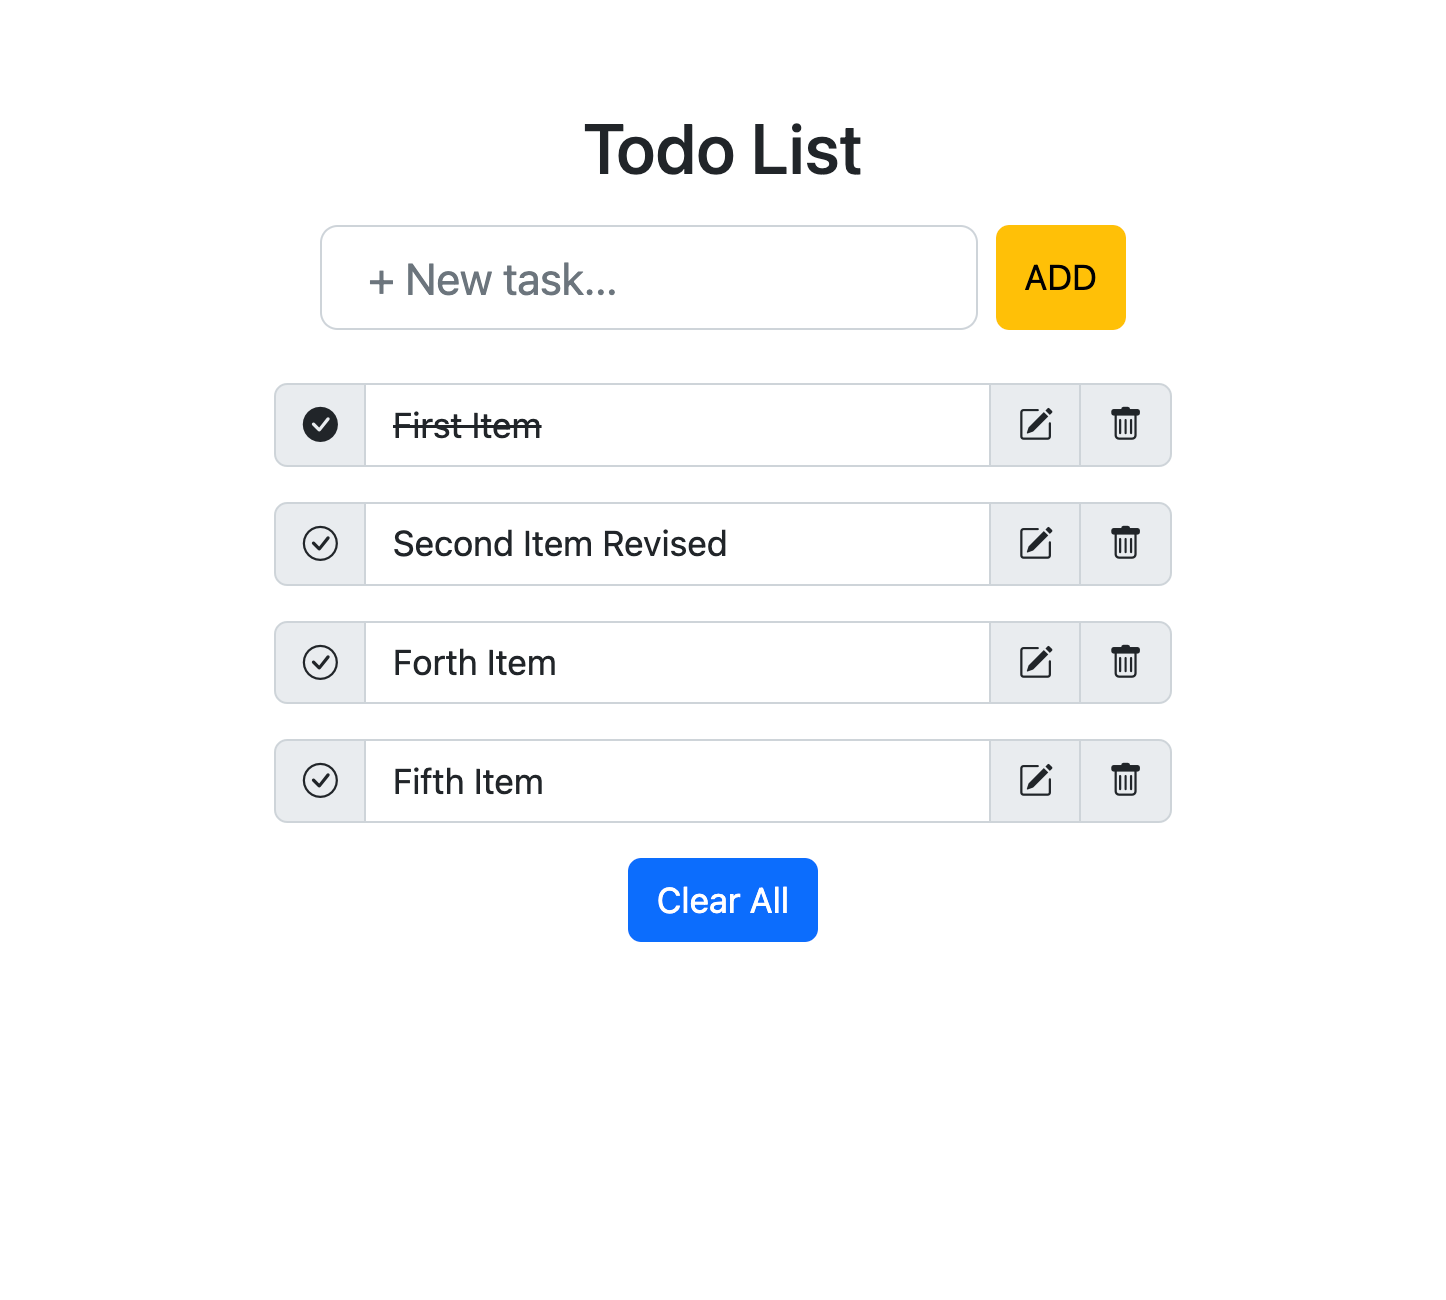 Todo List
+ New task...
ADD
First Item
Second Item Revised
Forth Item
Fifth Item
Clear All